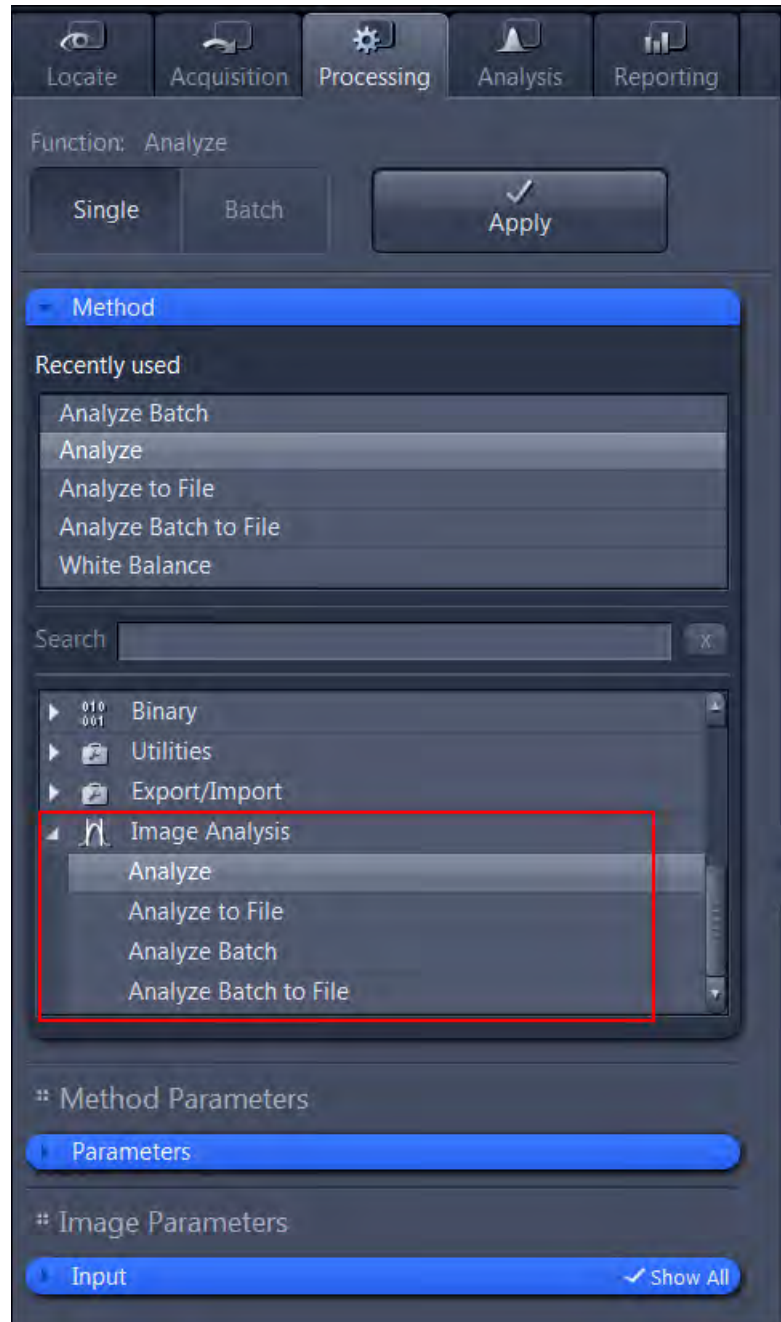 Locate Acquisition Processing Analysis Reporting
Function: Analyze
Single Batch Apply
Method
Recently used
Analyze Batch
Analyze
Analyze to File
Analyze Batch to File
White Balance
Search X
010
001 Binary
Utilities
Export/Import
Image Analysis
Analyze
Analyze to File
Analyze Batch
Analyze Batch to File
Method Parameters
Parameters
Image Parameters
Input Show All